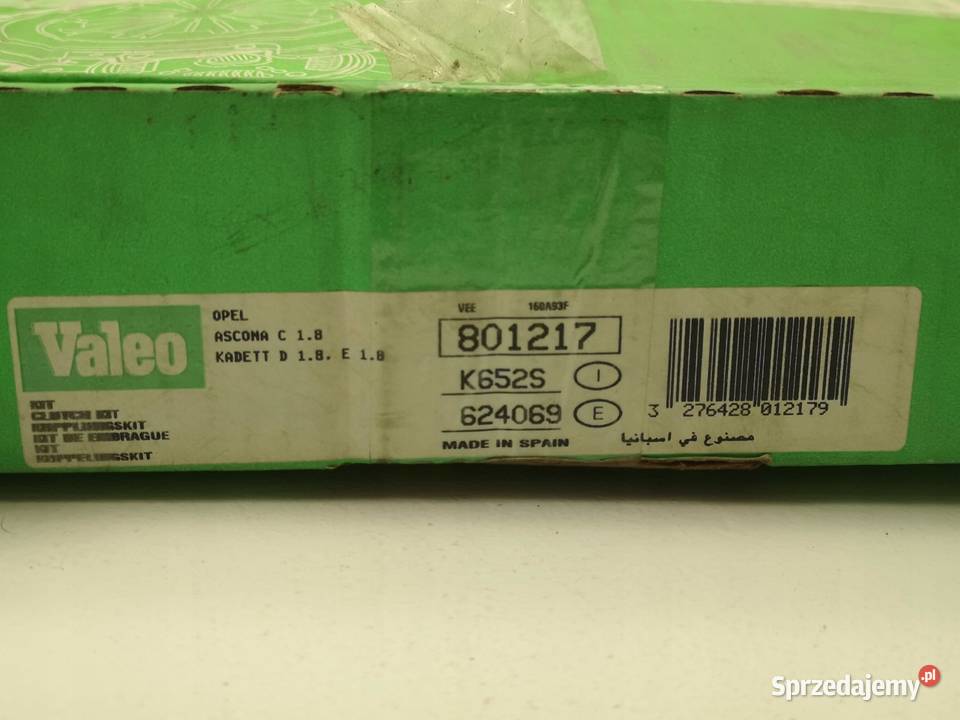 Valeo
OPEL
ASCONA C 1.8
KADETT D 1.8, E 1.8
KIT
CLUTCH KIT
KUPPLUNGSKIT
KIT DE EMBRAGUE
KIT
KOPPELINGSKIT
VEE 160A93F
801217
K652S I
624069 E
MADE IN SPAIN
3 276428 012179
مصنوع في اسبانيا
Sprzedajemy.pl